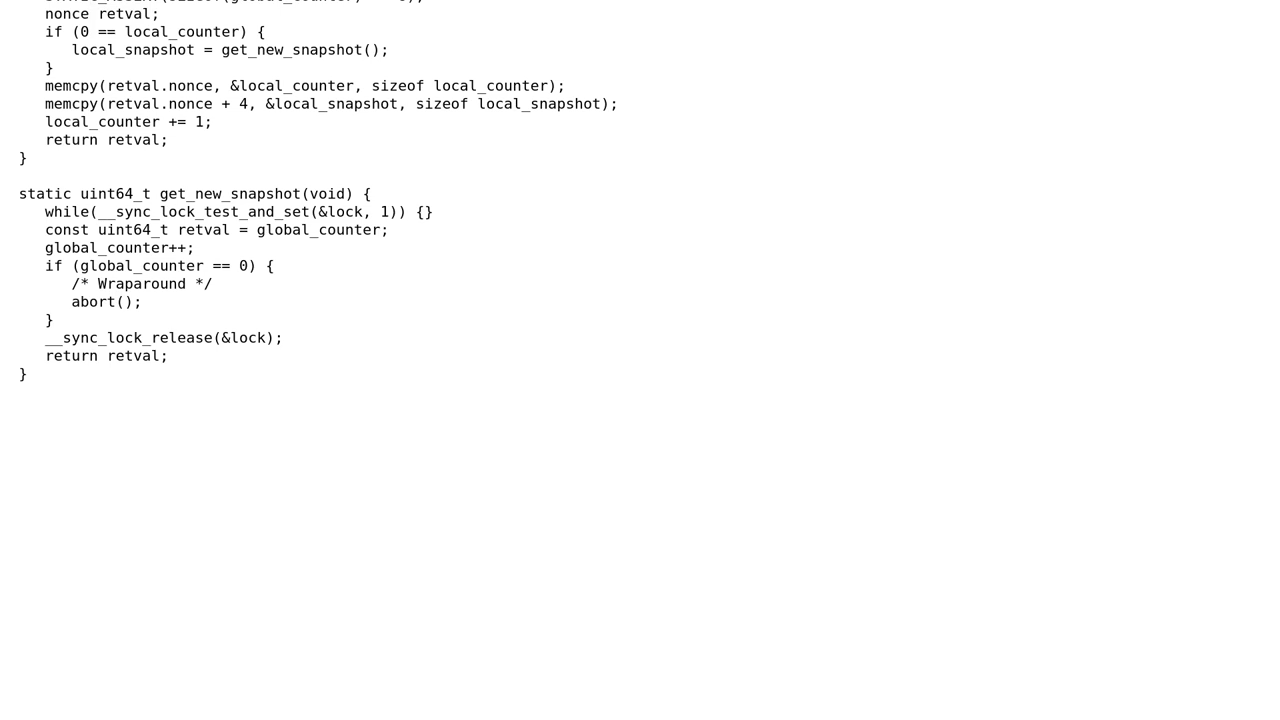 nonce retval;
if (0 == local_counter) {
local_snapshot = get_new_snapshot();
}
memcpy(retval.nonce, &local_counter, sizeof local_counter);
memcpy(retval.nonce + 4, &local_snapshot, sizeof local_snapshot);
local_counter += 1;
return retval;
}
static uint64_t get_new_snapshot(void) {
while(__sync_lock_test_and_set(&lock, 1)) {}
const uint64_t retval = global_counter;
global_counter++;
if (global_counter == 0) {
/* Wraparound */
abort();
}
__sync_lock_release(&lock);
return retval;
}